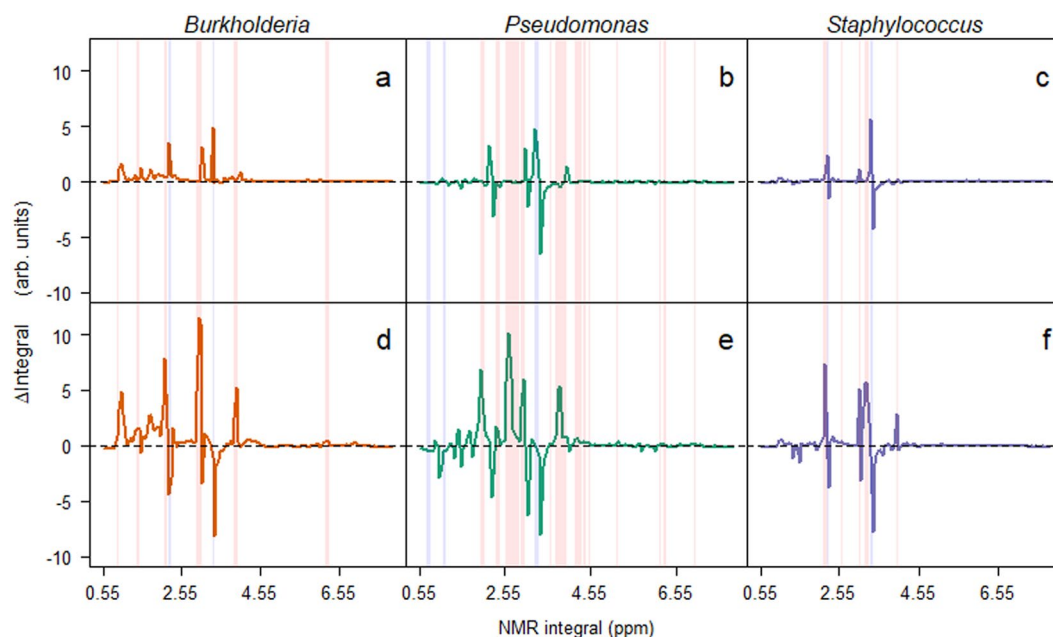 Burkholderia Pseudomonas Staphylococcus
a b c
10
5
0
-5
-10
(arb. units)
d e f
10
5
0
-5
-10
ΔIntegral
0.55 2.55 4.55 6.55 0.55 2.55 4.55 6.55 0.55 2.55 4.55 6.55
NMR integral (ppm)